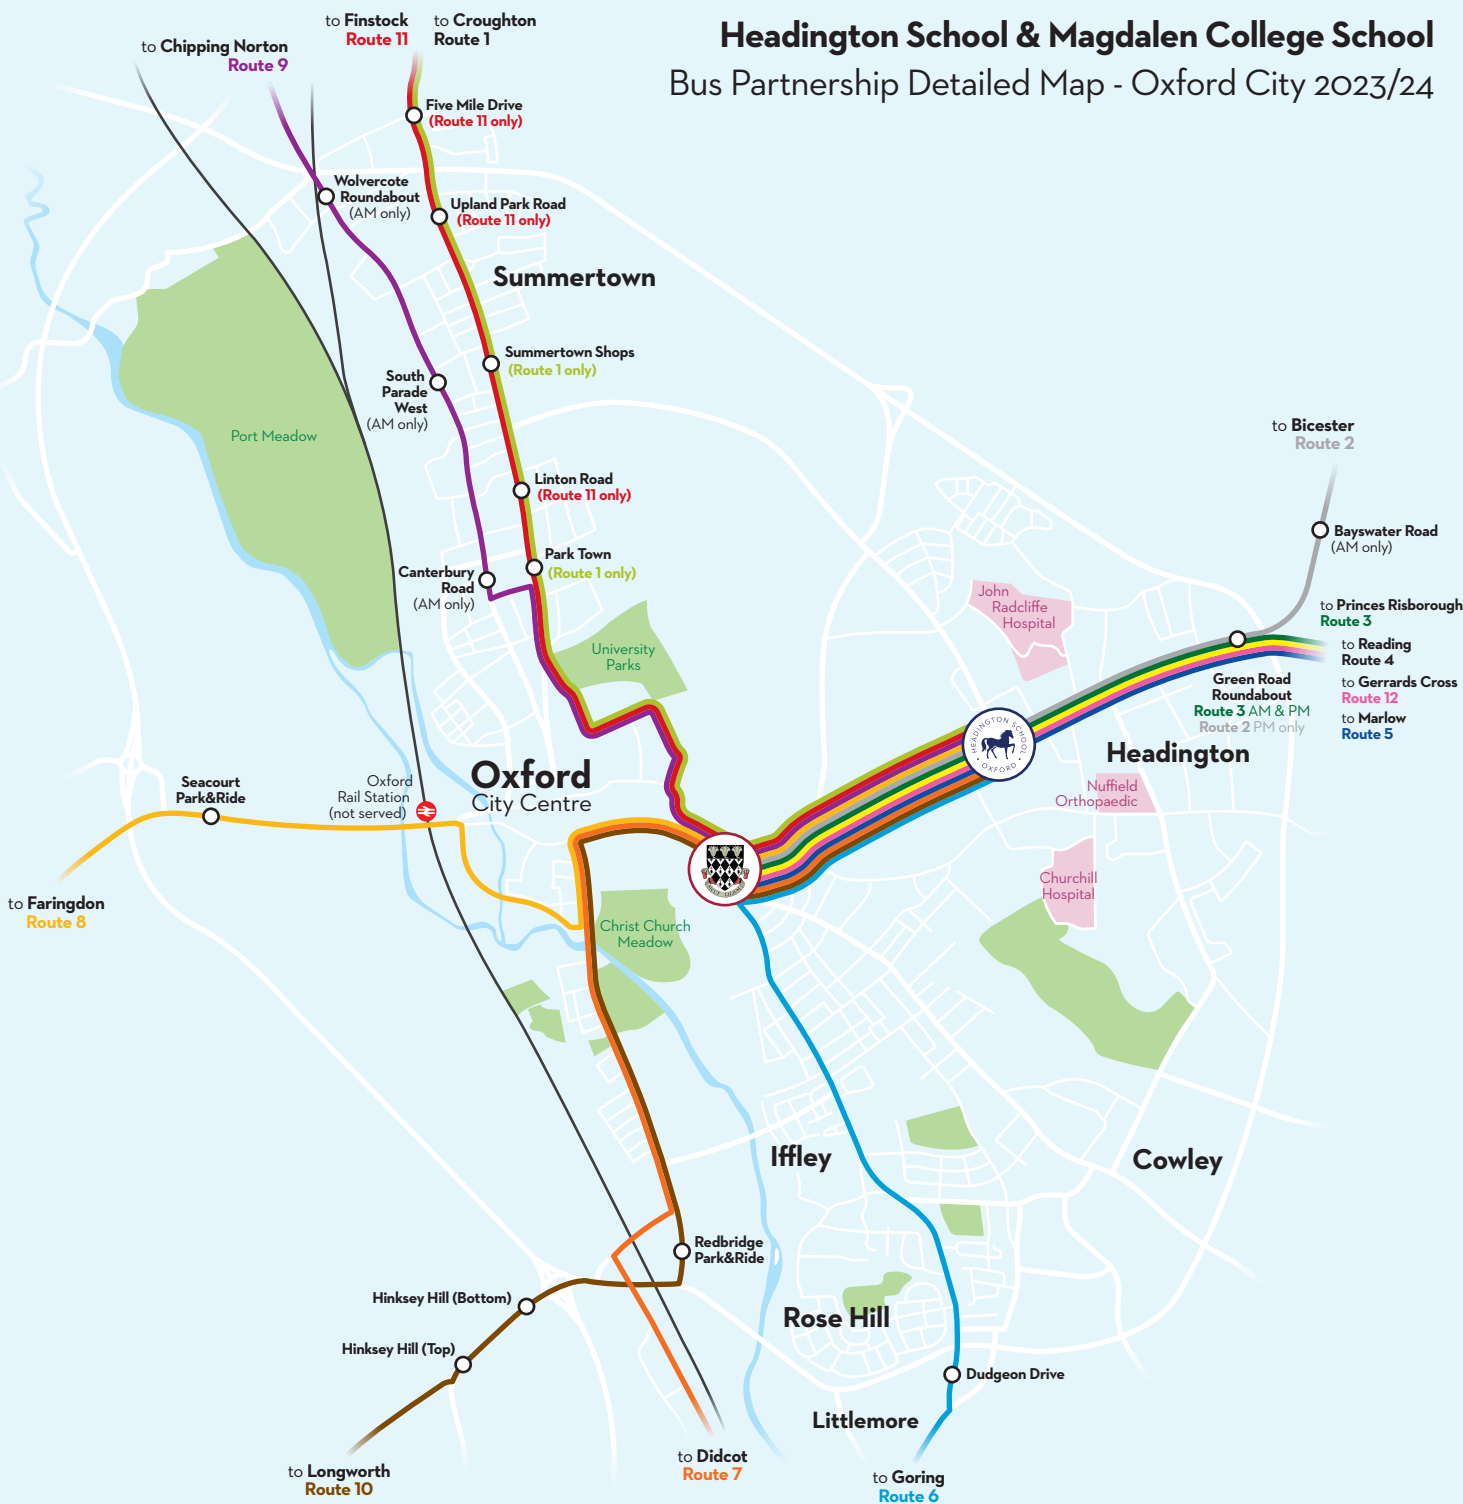 Headington School & Magdalen College School
Bus Partnership Detailed Map - Oxford City 2023/24
to Finstock
Route 11
to Croughton
Route 1
to Chipping Norton
Route 9
Five Mile Drive
(Route 11 only)
Wolvercote
Roundabout
(AM only)
Upland Park Road
(Route 11 only)
Summertown
Summertown Shops
(Route 1 only)
South
Parade
West
(AM only)
Port Meadow
to Bicester
Route 2
Linton Road
(Route 11 only)
Bayswater Road
(AM only)
Park Town
(Route 1 only)
Canterbury
Road
(AM only)
John
Radcliffe
Hospital
to Princes Risborough
Route 3
to Reading
Route 4
to Gerrards Cross
Route 12
to Marlow
Route 5
University
Parks
Green Road
Roundabout
Route 3 AM & PM
Route 2 PM only
HEADINGTON SCHOOL
• OXFORD •
Headington
Oxford
City Centre
Seacourt
Park&Ride
Oxford
Rail Station
(not served)
Nuffield
Orthopaedic
Churchill
Hospital
to Faringdon
Route 8
Christ Church
Meadow
Iffley
Cowley
Redbridge
Park&Ride
Hinksey Hill (Bottom)
Rose Hill
Hinksey Hill (Top)
Dudgeon Drive
Littlemore
to Longworth
Route 10
to Didcot
Route 7
to Goring
Route 6